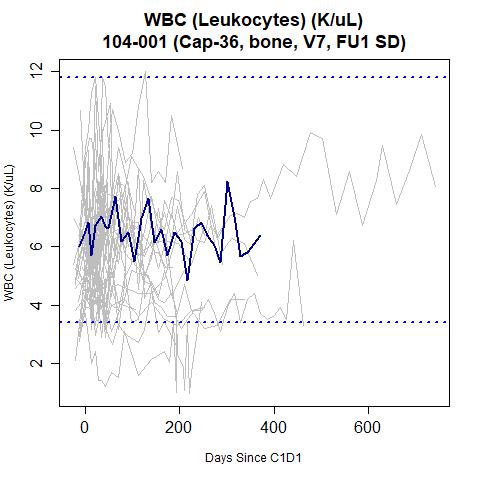 WBC (Leukocytes) (K/uL)
104-001 (Cap-36, bone, V7, FU1 SD)
WBC (Leukocytes) (K/uL)
12
10
8
6
4
2
0
200
400
600
Days Since C1D1